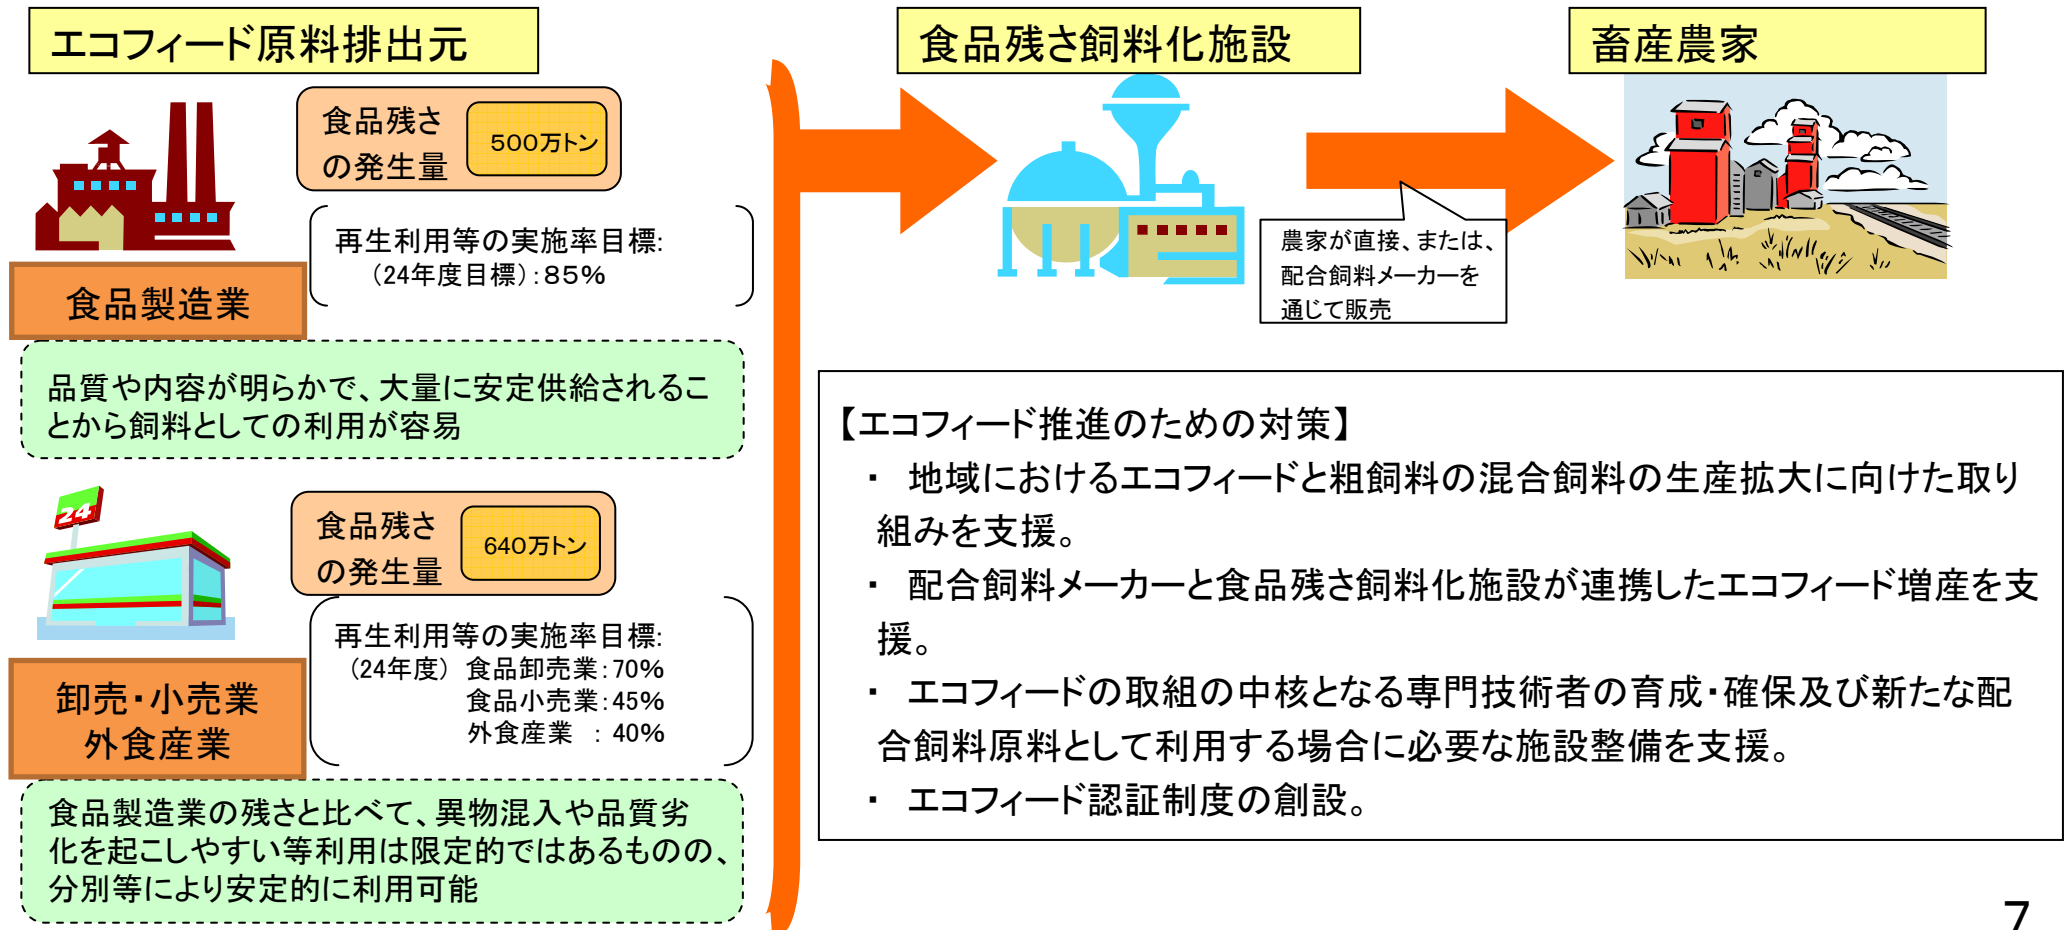 エコフィード原料排出元
食品残さ
の発生量
500万トン
再生利用等の実施率目標:
(24年度目標):85%
食品製造業
品質や内容が明らかで、大量に安定供給されるこ
とから飼料としての利用が容易
24
食品残さ
の発生量
640万トン
再生利用等の実施率目標:
(24年度) 食品卸売業:70%
食品小売業:45%
外食産業 : 40%
卸売・小売業
外食産業
食品製造業の残さと比べて、異物混入や品質劣
化を起こしやすい等利用は限定的ではあるものの、
分別等により安定的に利用可能
食品残さ飼料化施設
畜産農家
農家が直接、または、
配合飼料メーカーを
通じて販売
【エコフィード推進のための対策】
・ 地域におけるエコフィードと粗飼料の混合飼料の生産拡大に向けた取り
組みを支援。
・ 配合飼料メーカーと食品残さ飼料化施設が連携したエコフィード増産を支
援。
・ エコフィードの取組の中核となる専門技術者の育成・確保及び新たな配
合飼料原料として利用する場合に必要な施設整備を支援。
・ エコフィード認証制度の創設。
7